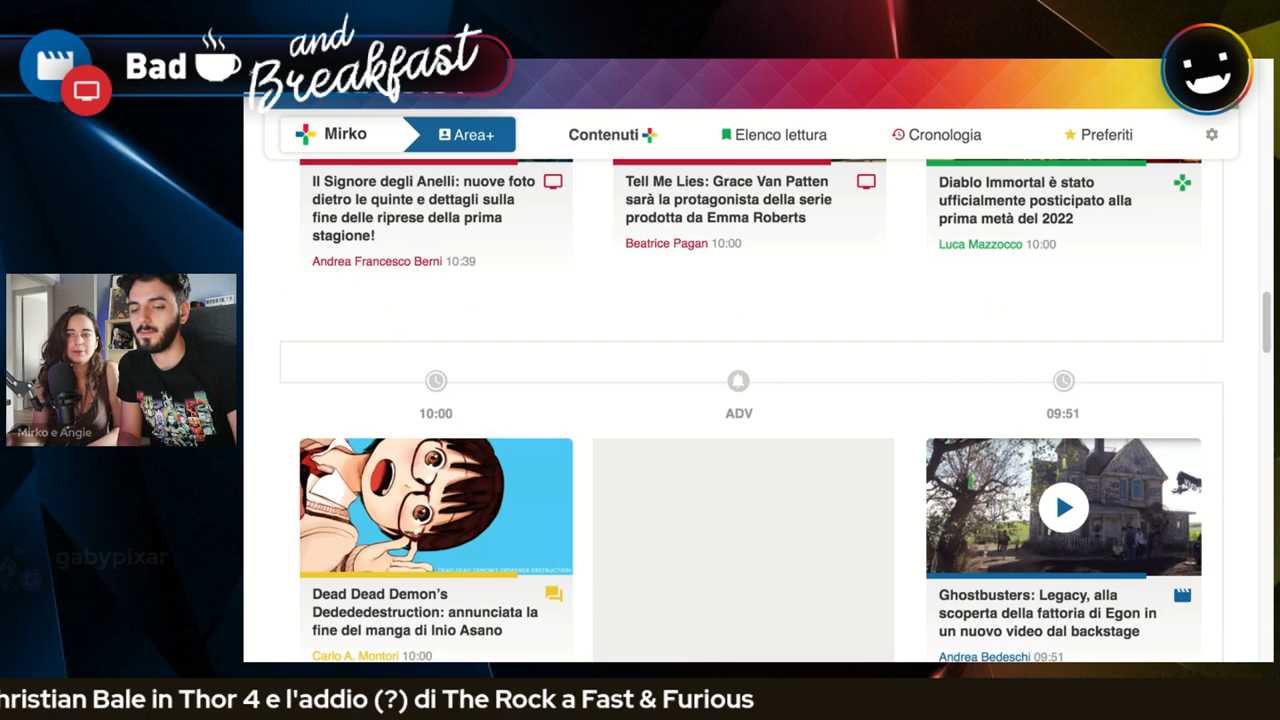 Bad and
Breakfast
Mirko
Area+
Contenuti
Elenco lettura
Cronologia
Preferiti
Il Signore degli Anelli: nuove foto
dietro le quinte e dettagli sulla
fine delle riprese della prima
stagione!
Andrea Francesco Berni 10:39
Tell Me Lies: Grace Van Patten
sarà la protagonista della serie
prodotta da Emma Roberts
Beatrice Pagan 10:00
Diablo Immortal è stato
ufficialmente posticipato alla
prima metà del 2022
Luca Mazzocco 10:00
Mirko e Angie
10:00
ADV
09:51
DEAD DEAD DEMON'S DEDEDEDE DESTRUCTION
Dead Dead Demon's
Dedededestruction: annunciata la
fine del manga di Inio Asano
Carlo A. Montori 10:00
Ghostbusters: Legacy, alla
scoperta della fattoria di Egon in
un nuovo video dal backstage
Andrea Bedeschi 09:51
gabypixar
hristian Bale in Thor 4 e l'addio (?) di The Rock a Fast & Furious